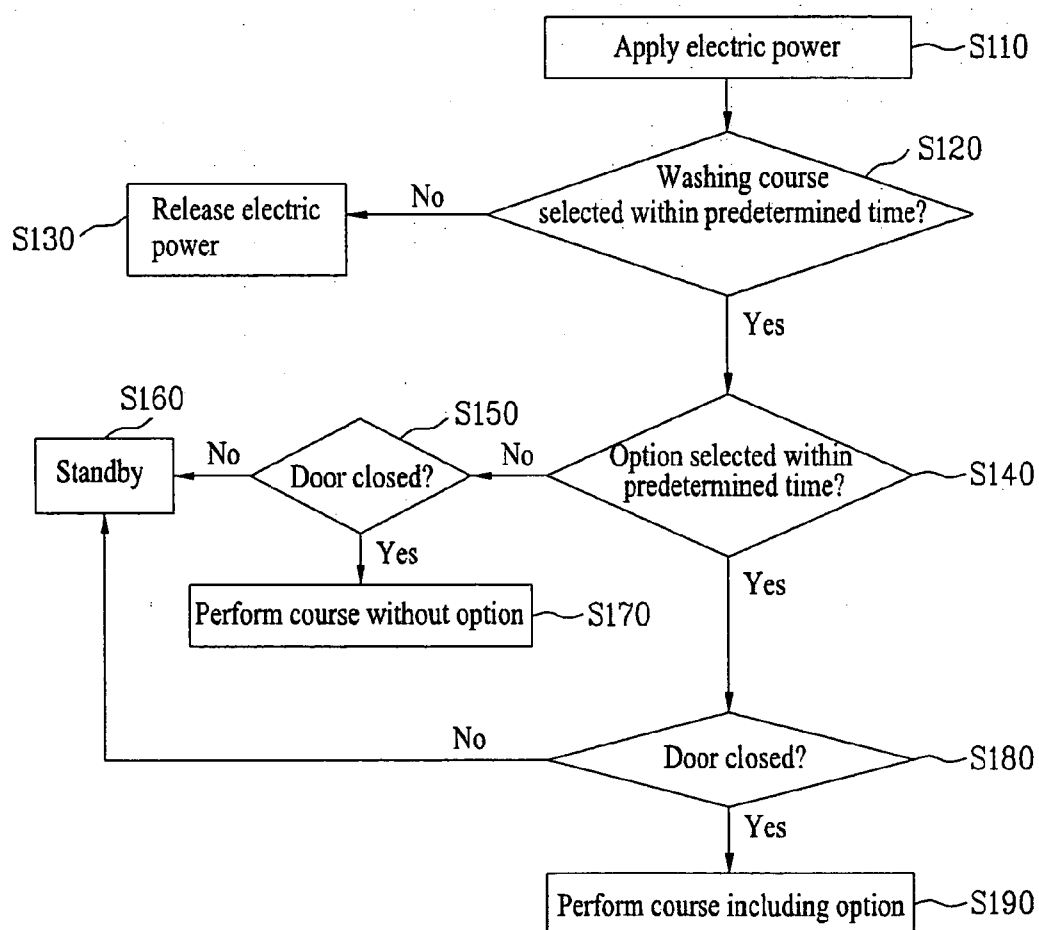 Apply electric power
S110
S120
Washing course
selected within predetermined time?
No
Release electric
power
S130
Yes
S160
S150
Standby
No
Door closed?
No
Option selected within
predetermined time?
S140
Yes
Yes
Perform course without option
S170
No
Door closed?
S180
Yes
Perform course including option
S190